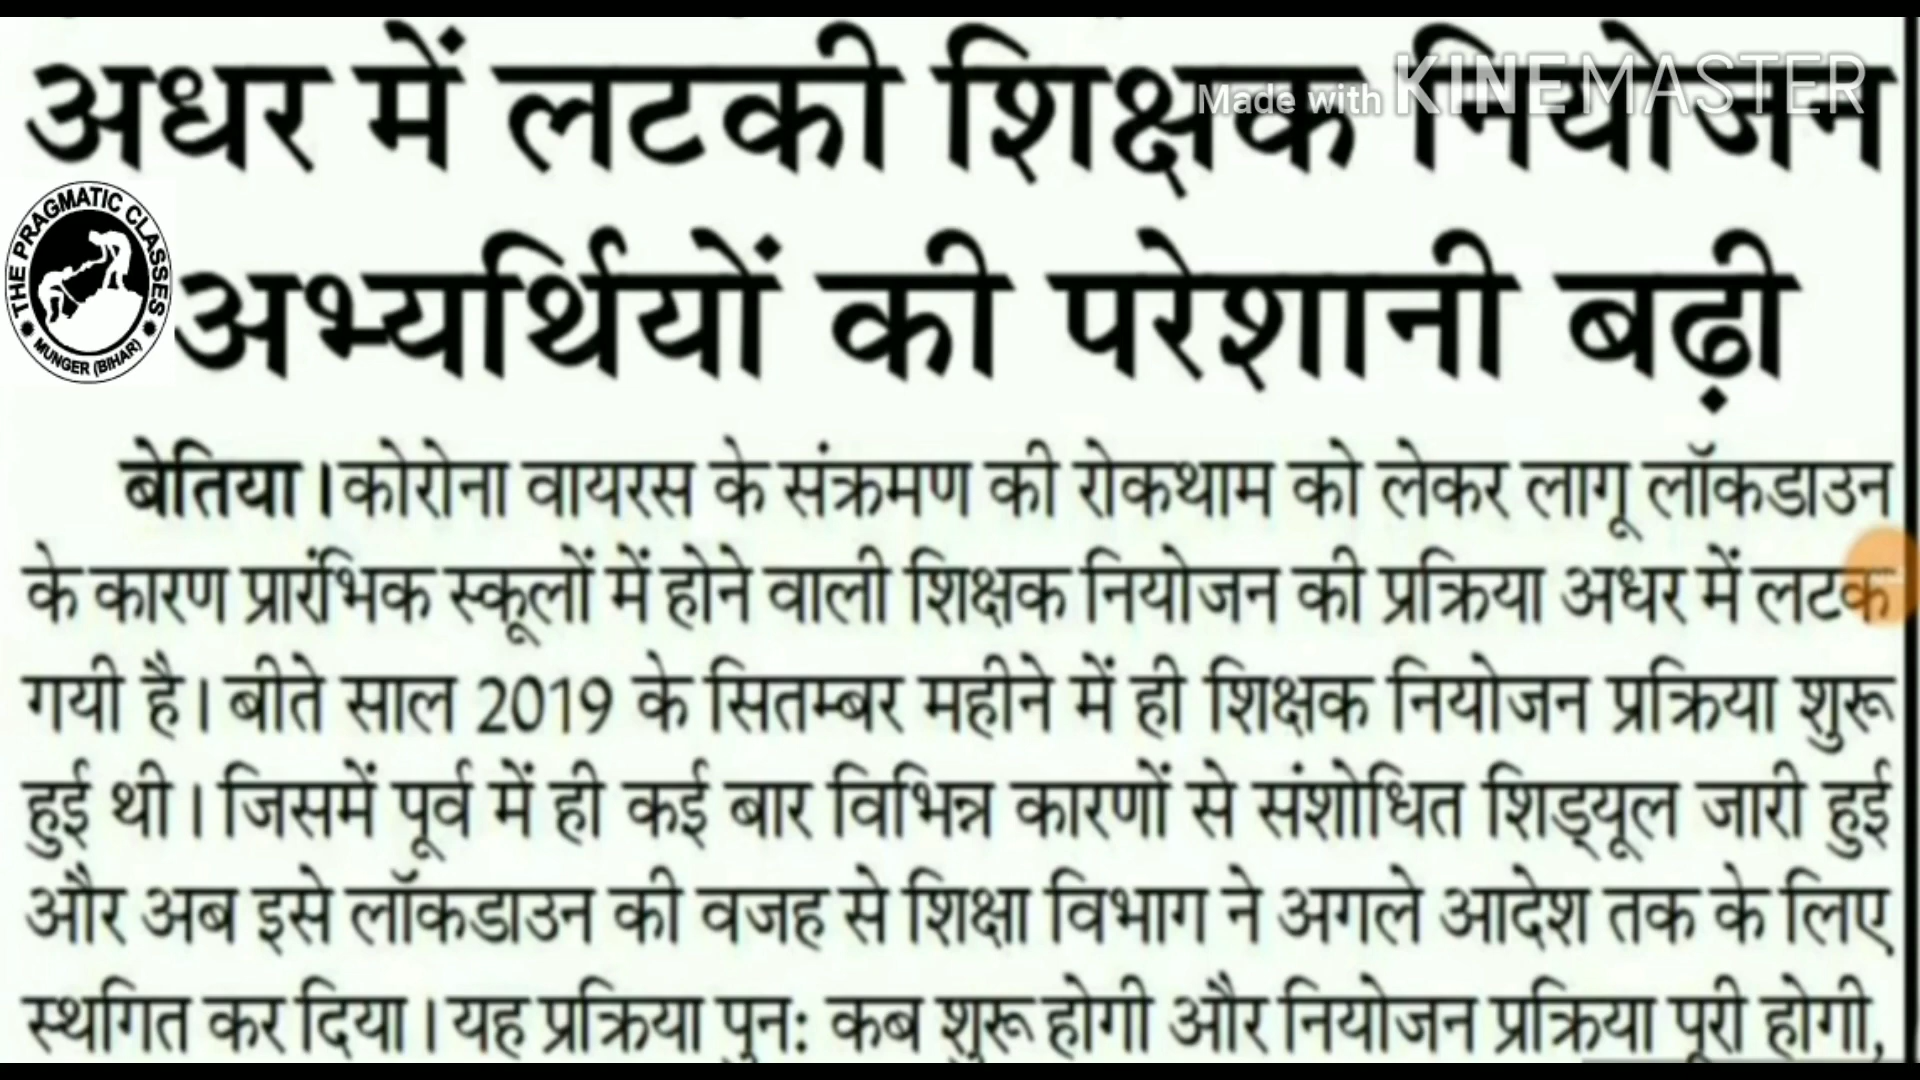 अधर में लटकी शिक्षक नियोजन
Made with KINEMASTER
THE PRAGMATIC CLASSES
MUNGER (BIHAR)
अभ्यर्थियों की परेशानी बढ़ी
बेतिया। कोरोना वायरस के संक्रमण की रोकथाम को लेकर लागू लॉकडाउन
के कारण प्रारंभिक स्कूलों में होने वाली शिक्षक नियोजन की प्रक्रिया अधर में लटक
गयी है। बीते साल 2019 के सितम्बर महीने में ही शिक्षक नियोजन प्रक्रिया शुरू
हुई थी। जिसमें पूर्व में ही कई बार विभिन्न कारणों से संशोधित शिड्यूल जारी हुई
और अब इसे लॉकडाउन की वजह से शिक्षा विभाग ने अगले आदेश तक के लिए
स्थगित कर दिया। यह प्रक्रिया पुन: कब शुरू होगी और नियोजन प्रक्रिया पूरी होगी,